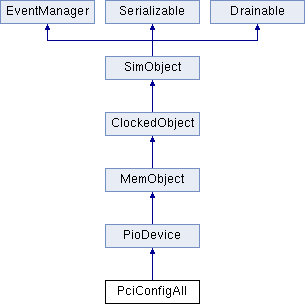 EventManager Serializable Drainable
SimObject
ClockedObject
MemObject
PioDevice
PciConfigAll